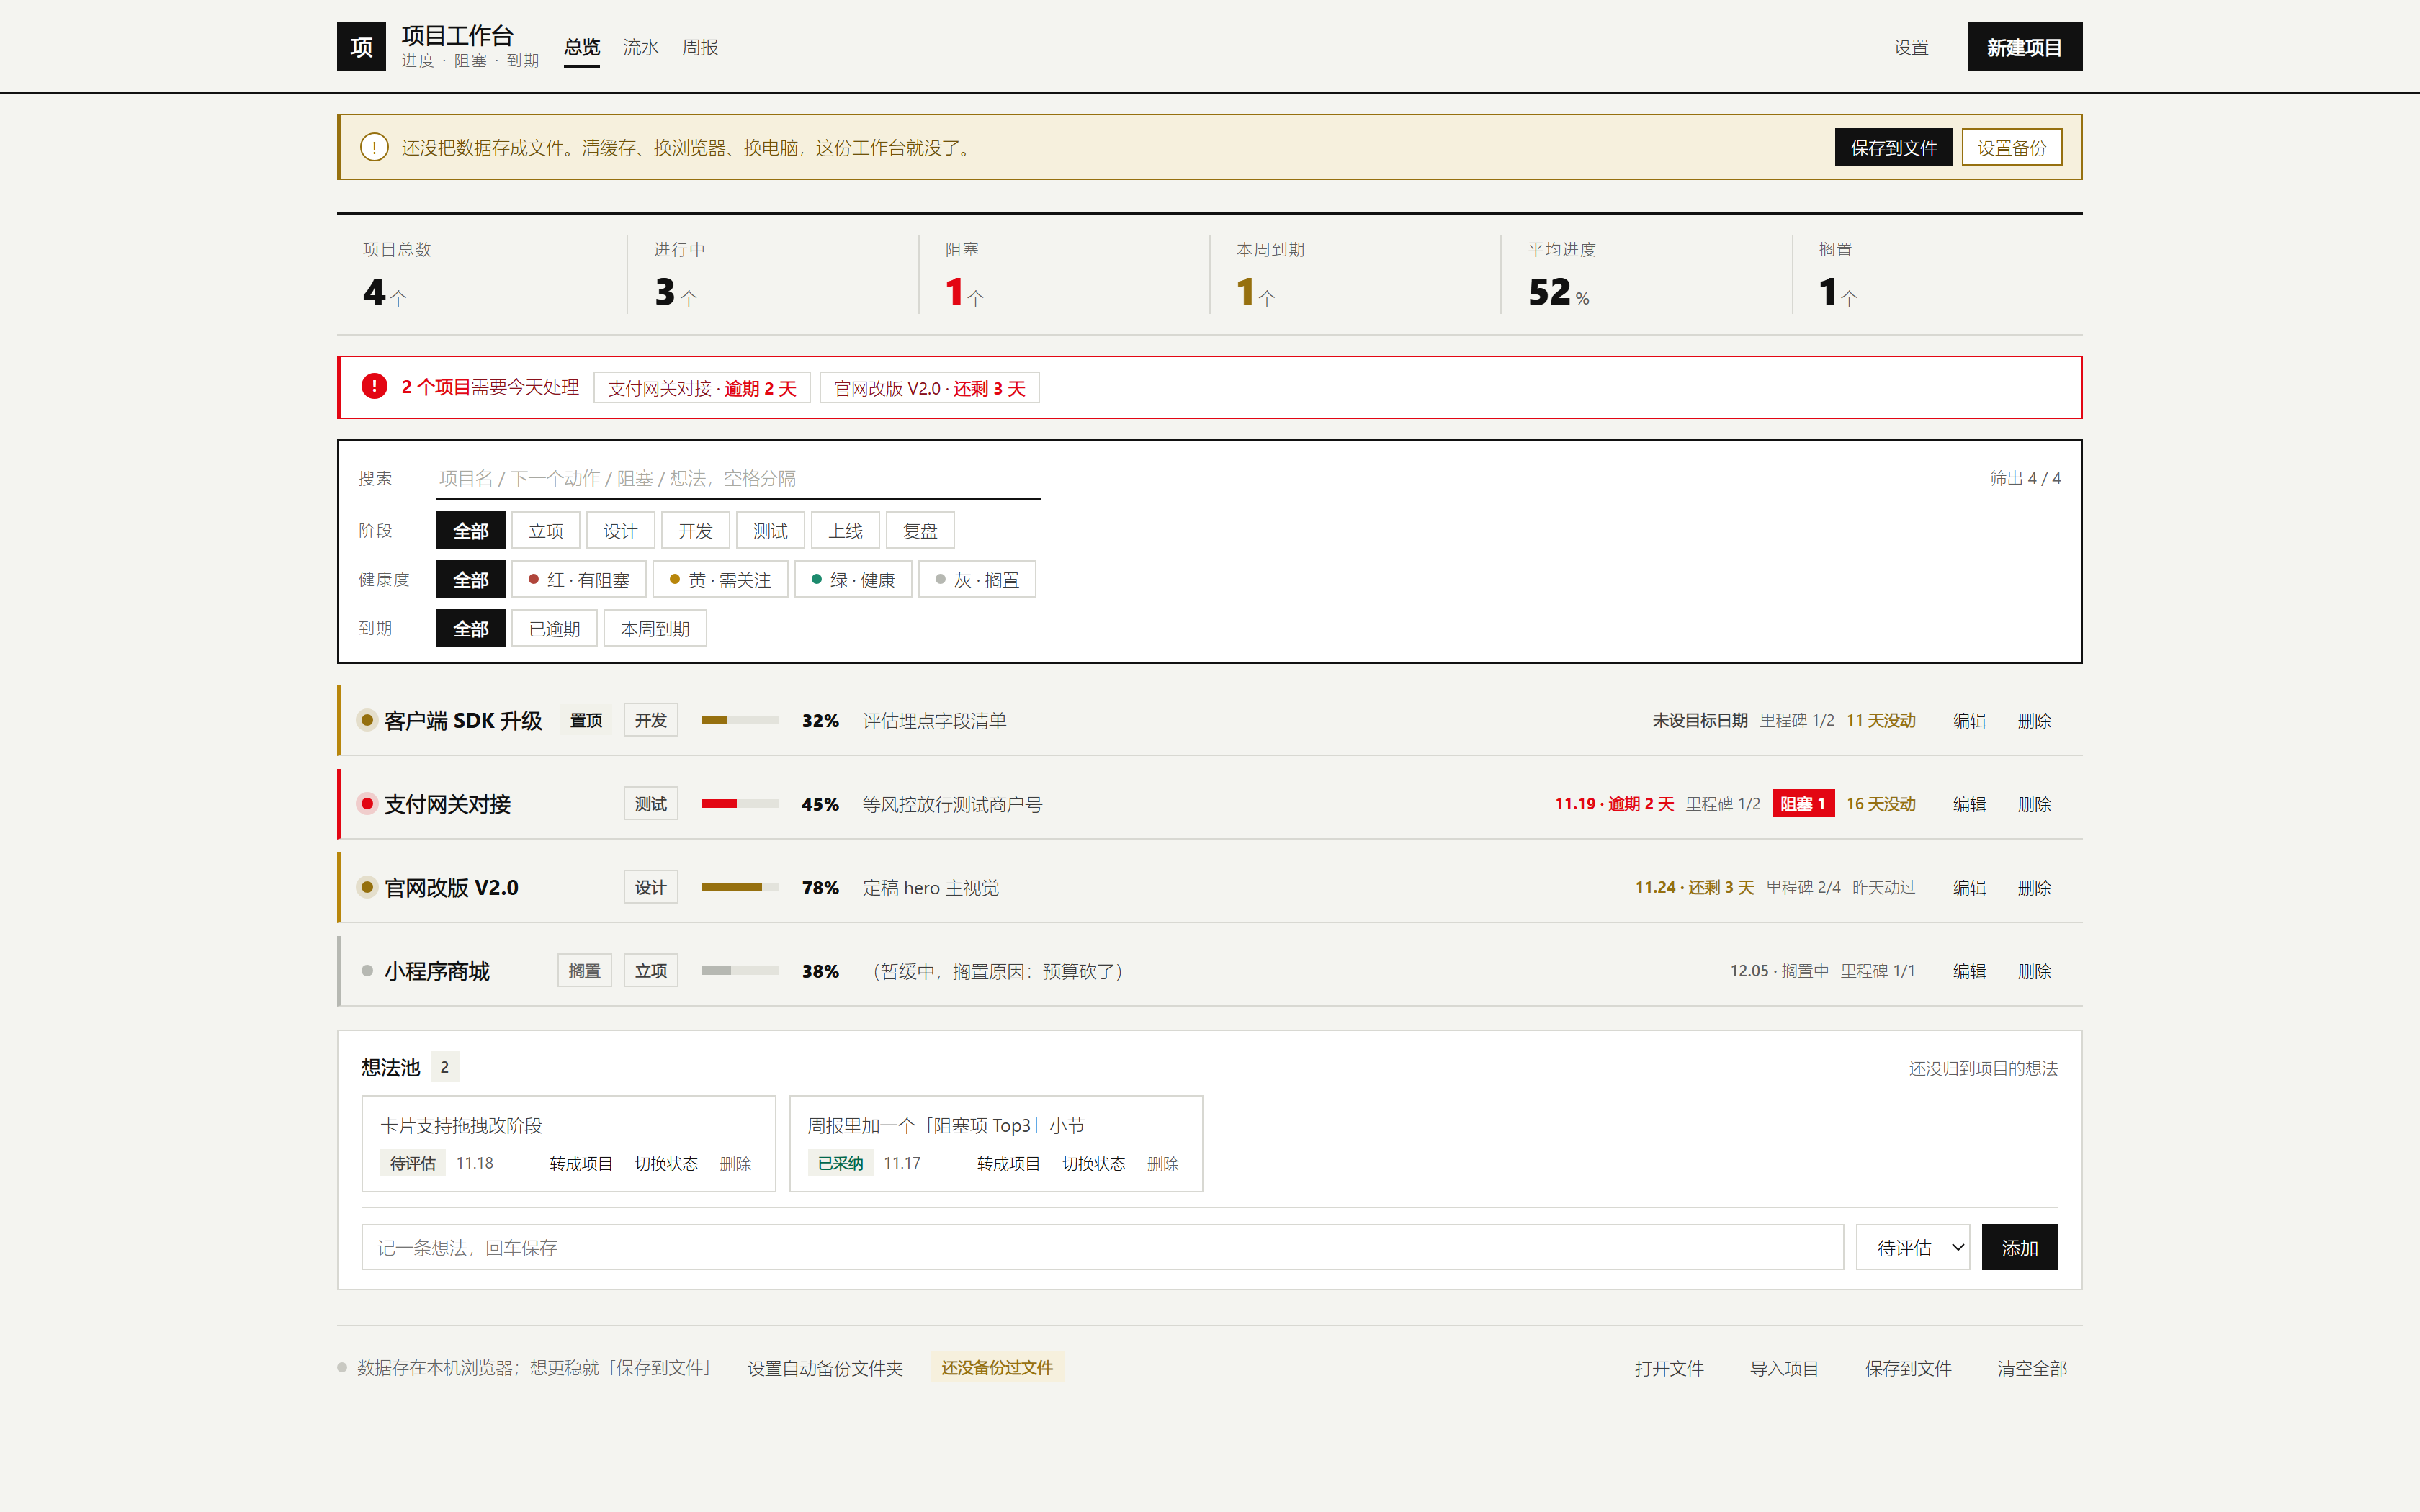 项 项目工作台 总览 流水 周报 设置 新建项目
进度 · 阻塞 · 到期
! 还没把数据存成文件。清缓存、换浏览器、换电脑，这份工作台就没了。 保存到文件 设置备份
项目总数 进行中 阻塞 本周到期 平均进度 搁置
4 个 3 个 1 个 1 个 52 % 1 个
! 2 个项目需要今天处理 支付网关对接 · 逾期 2 天 官网改版 V2.0 · 还剩 3 天
搜索 项目名 / 下一个动作 / 阻塞 / 想法，空格分隔 筛出 4 / 4
阶段 全部 立项 设计 开发 测试 上线 复盘
健康度 全部 红 · 有阻塞 黄 · 需关注 绿 · 健康 灰 · 搁置
到期 全部 已逾期 本周到期
客户端 SDK 升级 置顶 开发 32% 评估埋点字段清单 未设目标日期 里程碑 1/2 11 天没动 编辑 删除
支付网关对接 测试 45% 等风控放行测试商户号 11.19 · 逾期 2 天 里程碑 1/2 阻塞 1 16 天没动 编辑 删除
官网改版 V2.0 设计 78% 定稿 hero 主视觉 11.24 · 还剩 3 天 里程碑 2/4 昨天动过 编辑 删除
小程序商城 搁置 立项 38% （暂缓中，搁置原因：预算砍了） 12.05 · 搁置中 里程碑 1/1 编辑 删除
想法池 2 还没归到项目的想法
卡片支持拖拽改阶段 周报里加一个「阻塞项 Top3」小节
待评估 11.18 转成项目 切换状态 删除 已采纳 11.17 转成项目 切换状态 删除
记一条想法，回车保存 待评估 添加
数据存在本机浏览器；想更稳就「保存到文件」 设置自动备份文件夹 还没备份过文件 打开文件 导入项目 保存到文件 清空全部